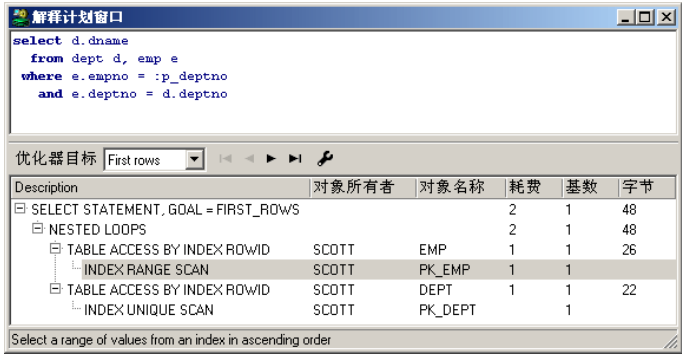 解释计划窗口
select d.dname
from dept d, emp e
where e.empno = :p_deptno
and e.deptno = d.deptno
优化器目标 First rows
Description 对象所有者 对象名称 耗费 基数 字节
SELECT STATEMENT, GOAL = FIRST_ROWS 2 1 48
NESTED LOOPS 2 1 48
TABLE ACCESS BY INDEX ROWID SCOTT EMP 1 1 26
INDEX RANGE SCAN SCOTT PK_EMP 1 1
TABLE ACCESS BY INDEX ROWID SCOTT DEPT 1 1 22
INDEX UNIQUE SCAN SCOTT PK_DEPT 1
Select a range of values from an index in ascending order